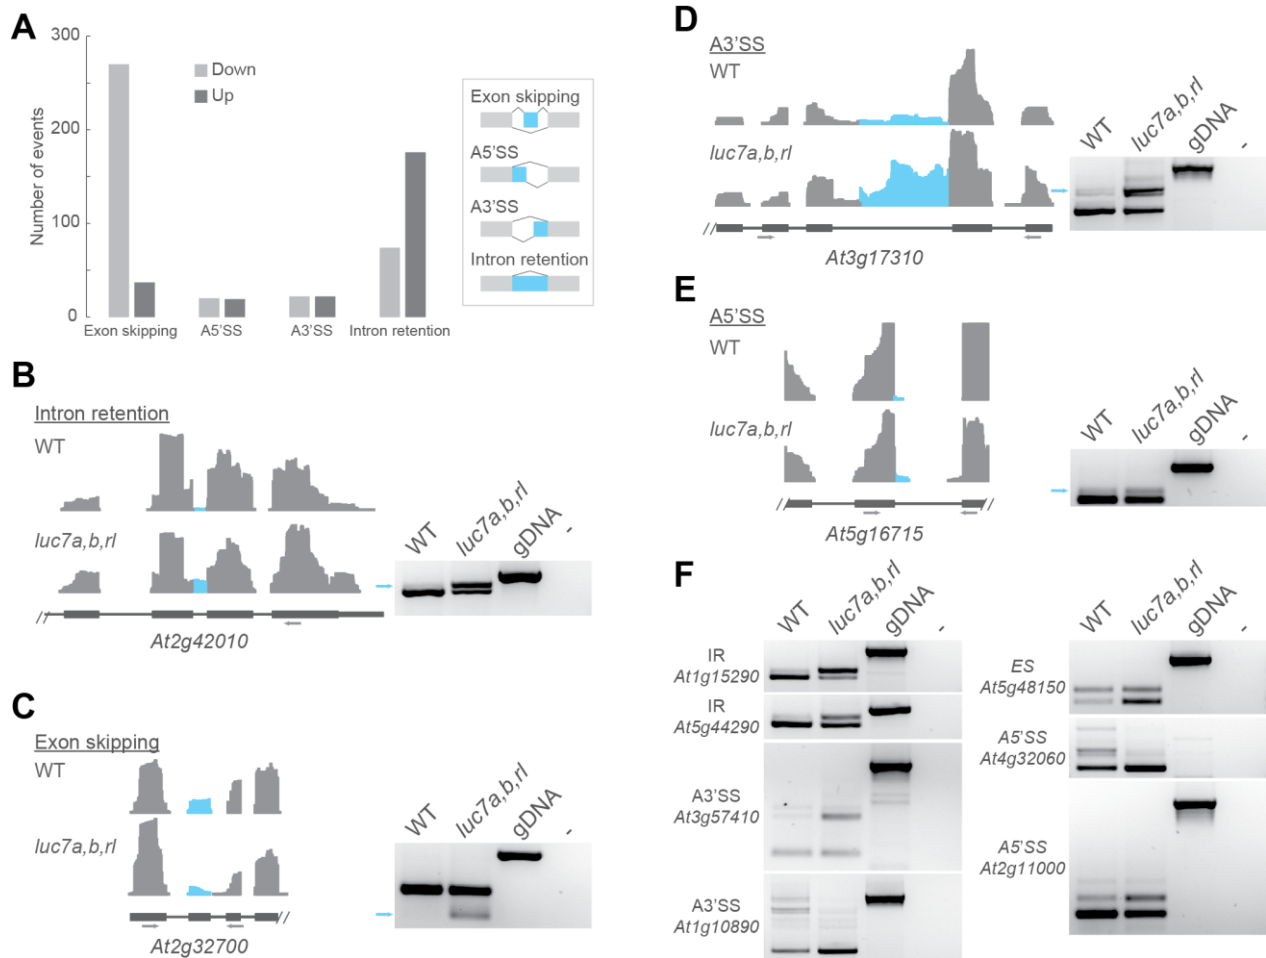 A
300
200
100
0
Number of events
Down
Up
Exon skipping
A5'SS
A3'SS
Intron retention
Exon skipping
A5'SS
A3'SS
Intron retention
B
Intron retention
WT
luc7a,b,rl
//
At2g42010
WT
luc7a,b,rl
gDNA
-
C
Exon skipping
WT
luc7a,b,rl
//
At2g32700
WT
luc7a,b,rl
gDNA
-
D
A3'SS
WT
luc7a,b,rl
//
At3g17310
WT
luc7a,b,rl
gDNA
-
E
A5'SS
WT
luc7a,b,rl
//
//
At5g16715
WT
luc7a,b,rl
gDNA
-
F
WT
luc7a,b,rl
gDNA
-
IR
At1g15290
IR
At5g44290
A3'SS
At3g57410
A3'SS
At1g10890
WT
luc7a,b,rl
gDNA
-
ES
At5g48150
A5'SS
At4g32060
A5'SS
At2g11000